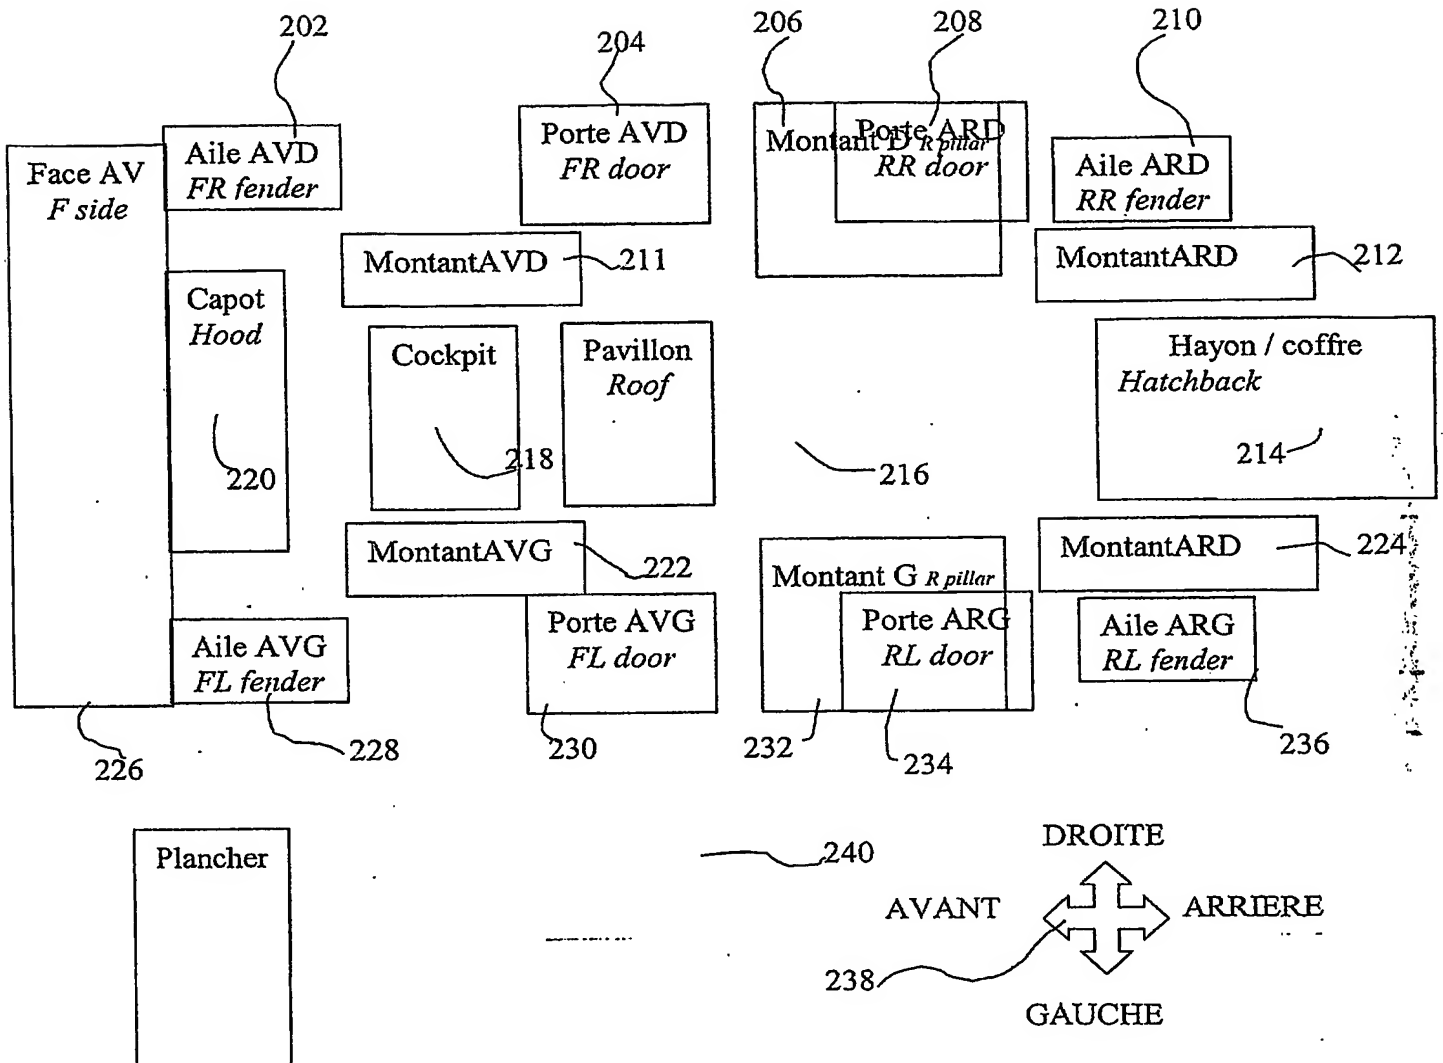 202
204
206
208
210
Face AV
F side
Aile AVD
FR fender
Porte AVD
FR door
Montant D R pillar
Porte ARD
RR door
Aile ARD
RR fender
MontantAVD
211
MontantARD
212
Capot
Hood
220
Cockpit
218
Pavillon
Roof
216
Hayon / coffre
Hatchback
214
MontantAVG
222
Montant G R pillar
MontantARD
224
Aile AVG
FL fender
Porte AVG
FL door
Porte ARG
RL door
Aile ARG
RL fender
226
228
230
232
234
236
Plancher
240
DROITE
AVANT
ARRIERE
238
GAUCHE